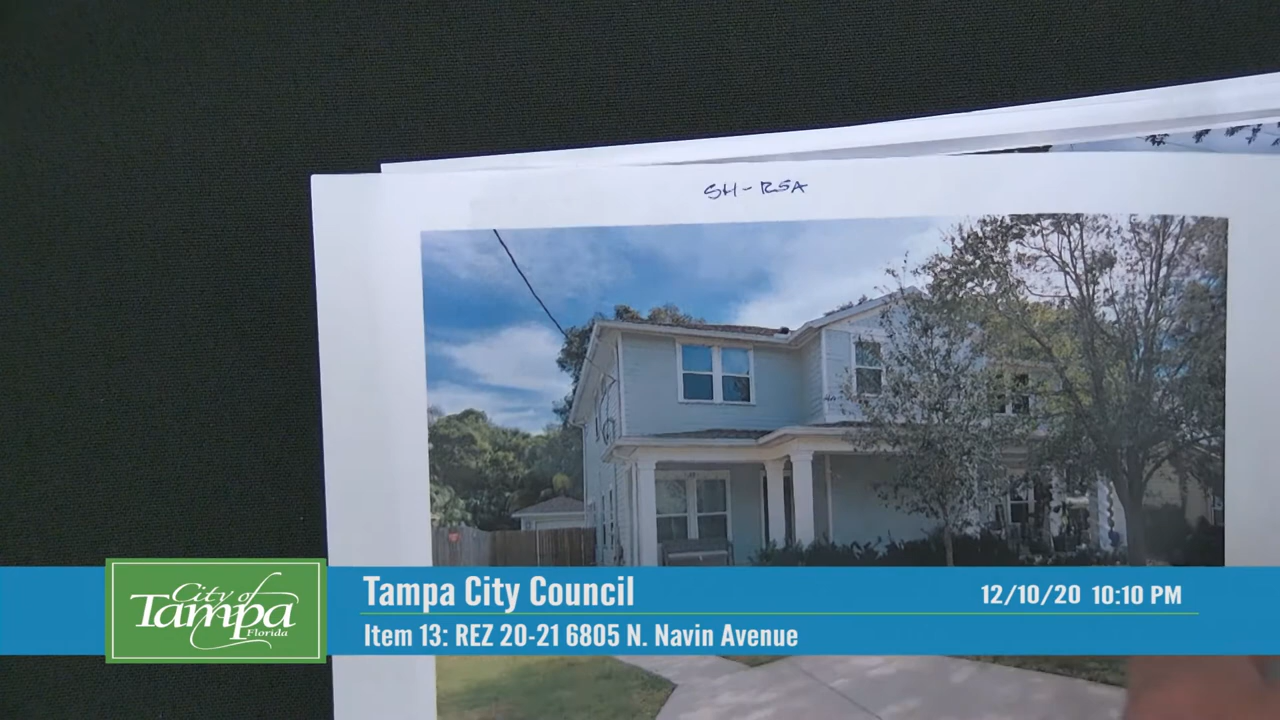 SH-RSA
City of
Tampa
Florida
Tampa City Council
12/10/20 10:10 PM
Item 13: REZ 20-21 6805 N. Navin Avenue